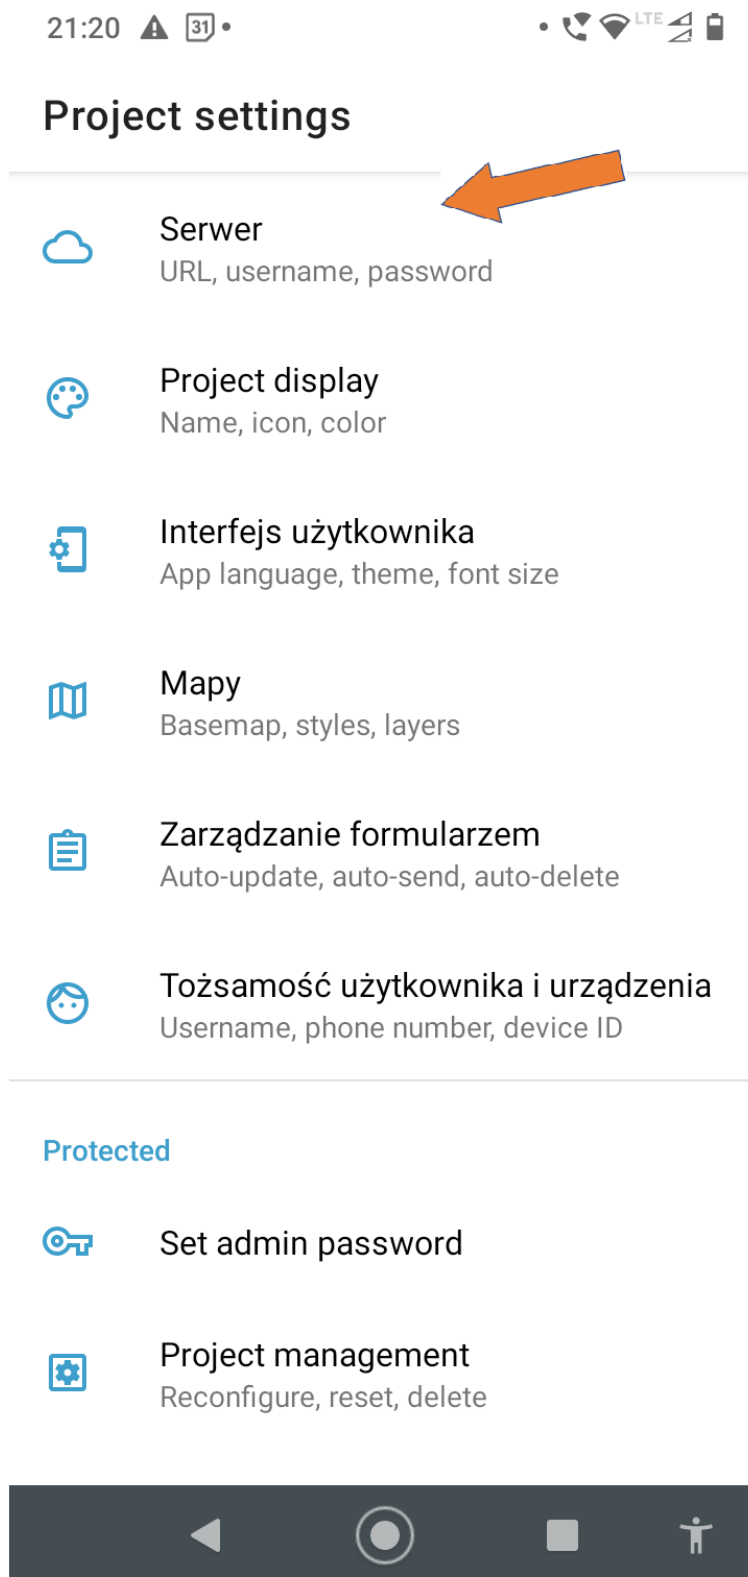 21:20
31
LTE
Project settings
Serwer
URL, username, password
Project display
Name, icon, color
Interfejs użytkownika
App language, theme, font size
Mapy
Basemap, styles, layers
Zarządzanie formularzem
Auto-update, auto-send, auto-delete
Tożsamość użytkownika i urządzenia
Username, phone number, device ID
Protected
Set admin password
Project management
Reconfigure, reset, delete